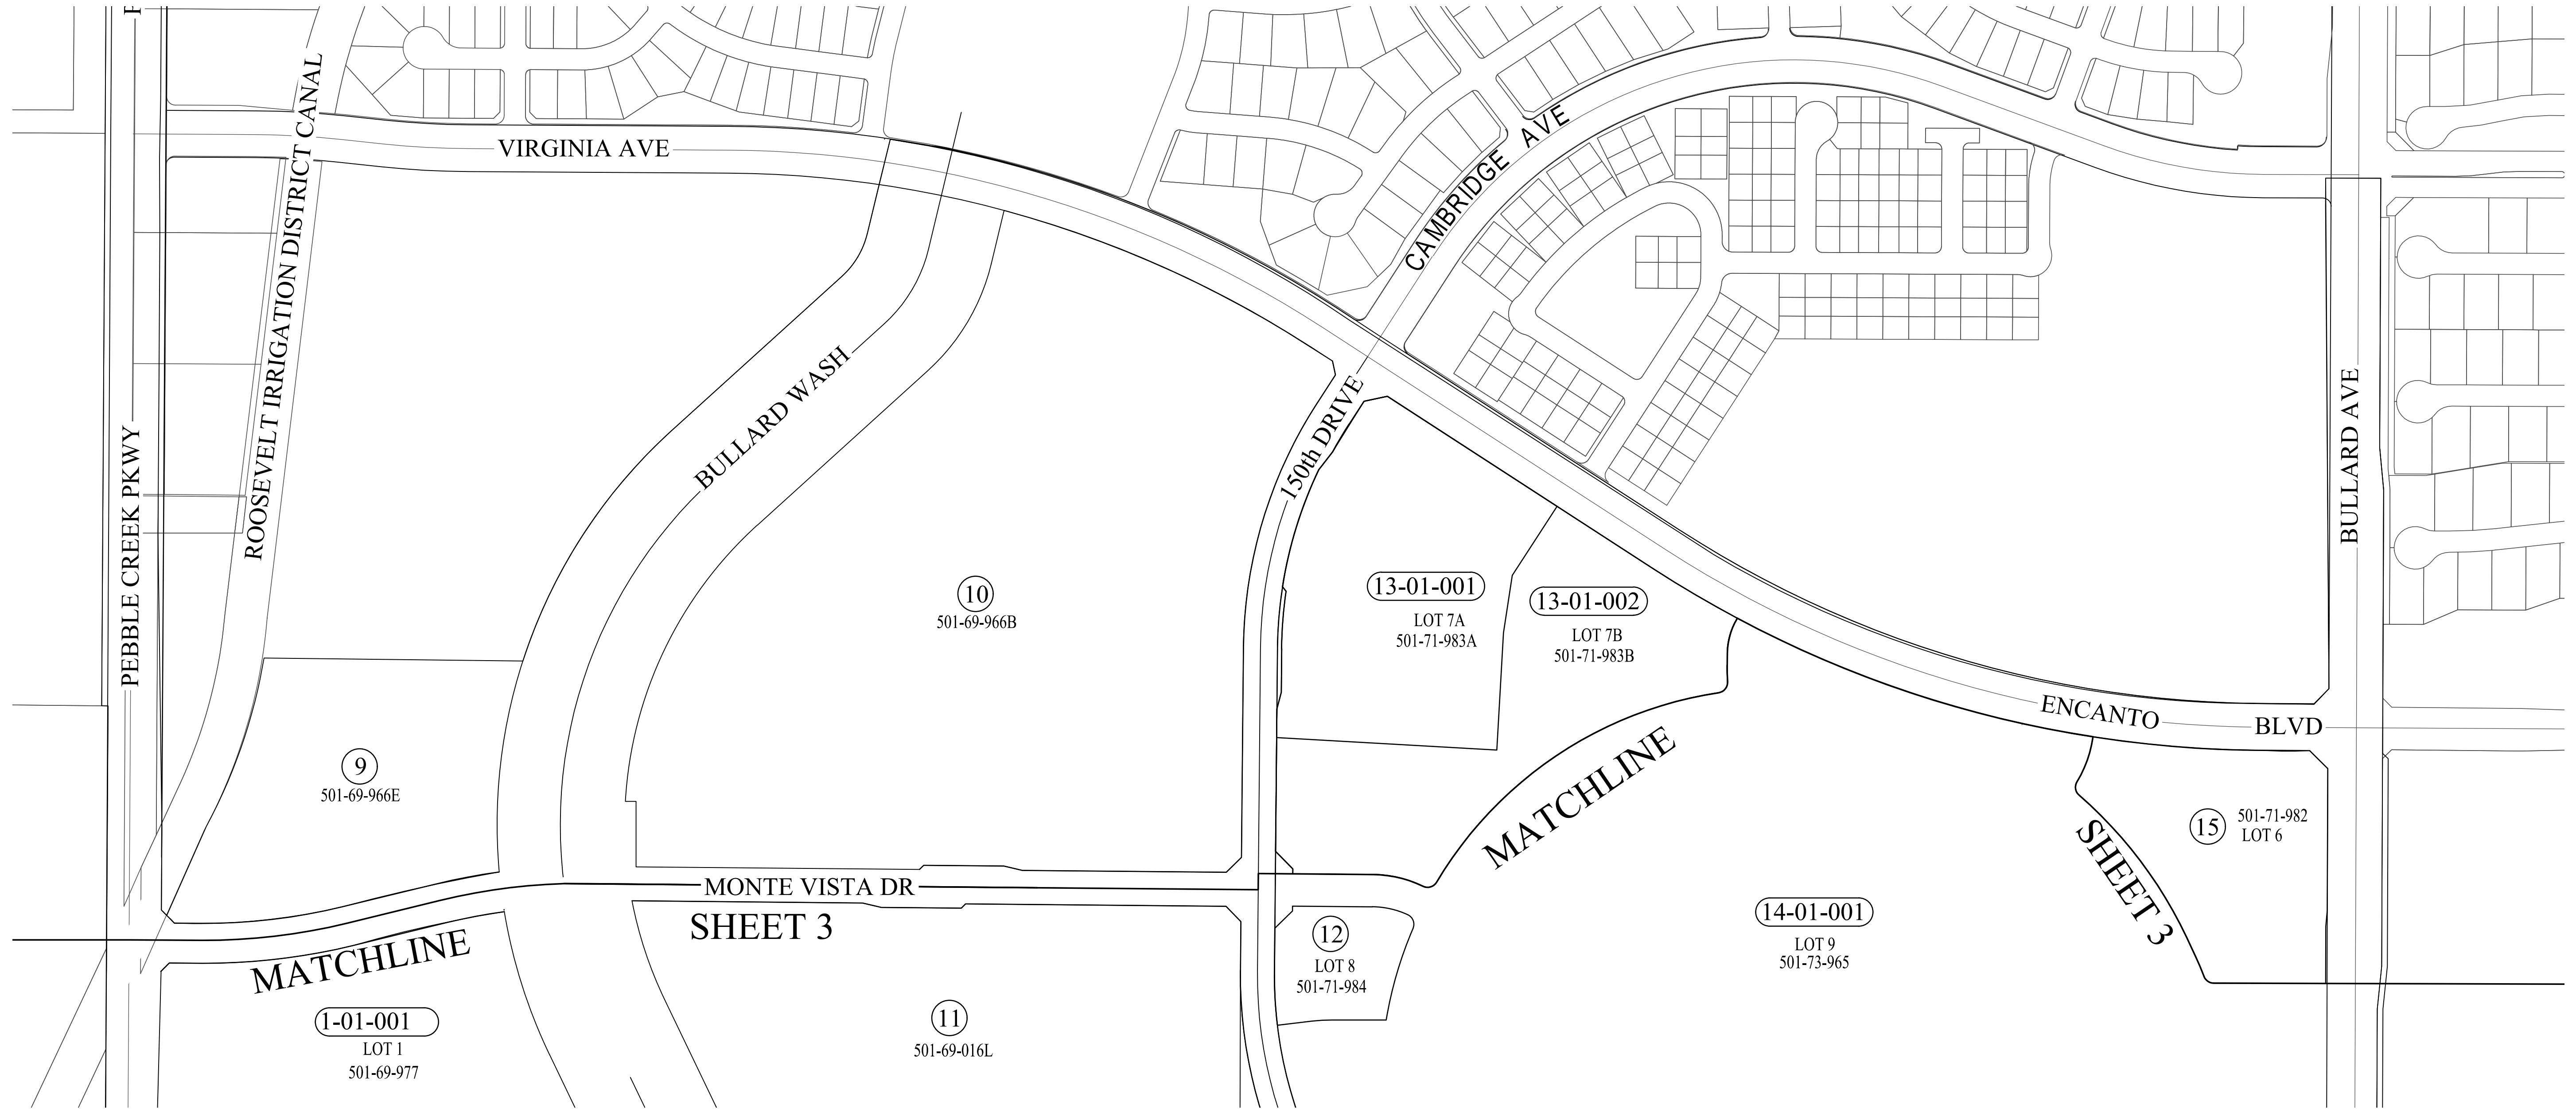 ROOSEVELT IRRIGATION DISTRICT CANAL
VIRGINIA AVE
CAMBRIDGE AVE
PEBBLE CREEK PKWY
BULLARD WASH
150th DRIVE
BULLARD AVE
10
501-69-966B
13-01-001
LOT 7A
501-71-983A
13-01-002
LOT 7B
501-71-983B
ENCANTO BLVD
9
501-69-966E
MATCHLINE
15
501-71-982
LOT 6
SHEET 3
MONTE VISTA DR
SHEET 3
MATCHLINE
12
LOT 8
501-71-984
14-01-001
LOT 9
501-73-965
1-01-001
LOT 1
501-69-977
11
501-69-016L